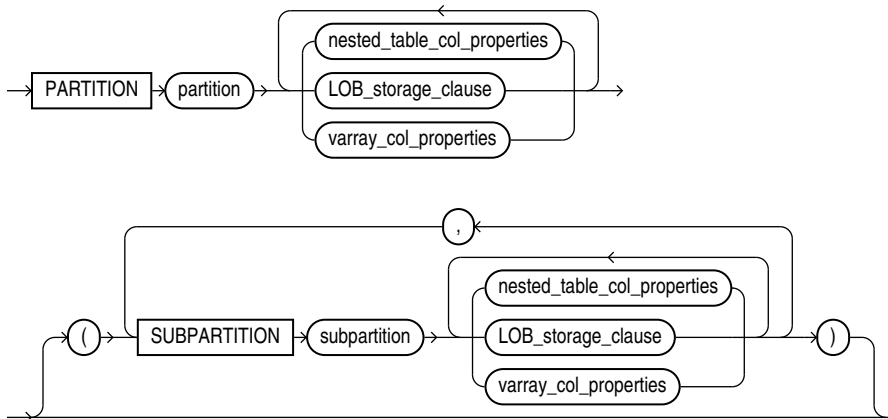 nested_table_col_properties
PARTITION partition LOB_storage_clause
varray_col_properties
,
nested_table_col_properties
( SUBPARTITION subpartition LOB_storage_clause )
varray_col_properties